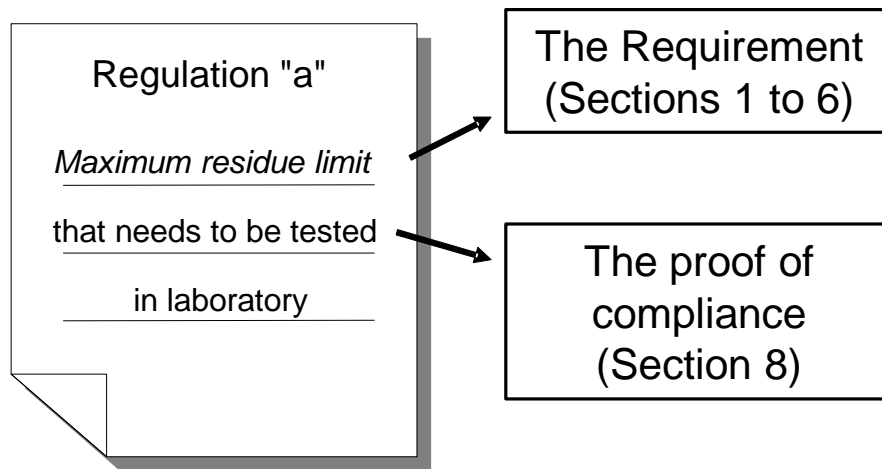 Regulation "a"
Maximum residue limit
that needs to be tested
in laboratory
The Requirement
(Sections 1 to 6)
The proof of
compliance
(Section 8)